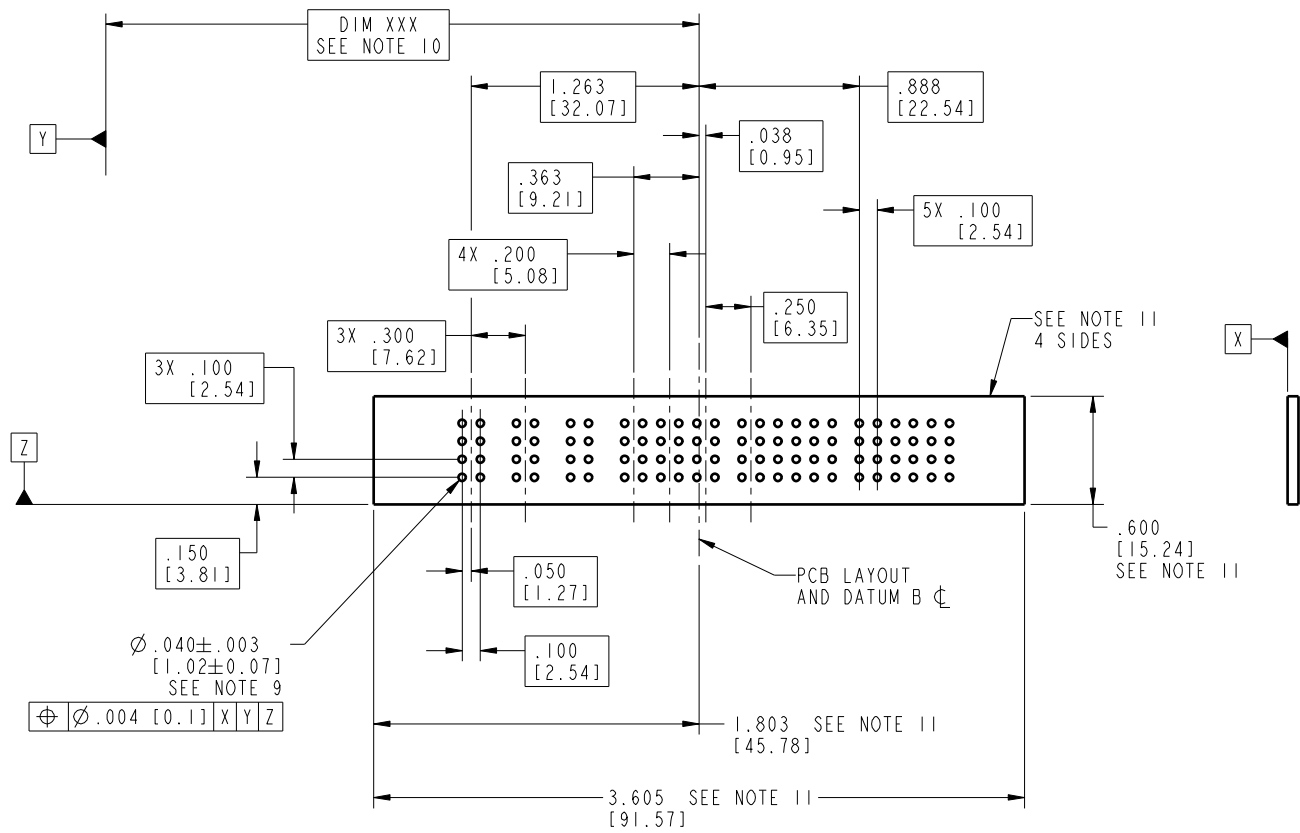 DIM XXX
SEE NOTE 10
1.263
[32.07]
.888
[22.54]
Y
.038
[0.95]
.363
[9.21]
5X .100
[2.54]
4X .200
[5.08]
.250
[6.35]
SEE NOTE 11
4 SIDES
3X .300
[7.62]
X
3X .100
[2.54]
Z
.150
[3.81]
.050
[1.27]
PCB LAYOUT
AND DATUM B ℄
.600
[15.24]
SEE NOTE 11
Ø .040±.003
[1.02±0.07]
SEE NOTE 9
⌖ Ø .004 [0.1] X Y Z
.100
[2.54]
1.803 SEE NOTE 11
[45.78]
3.605 SEE NOTE 11
[91.57]